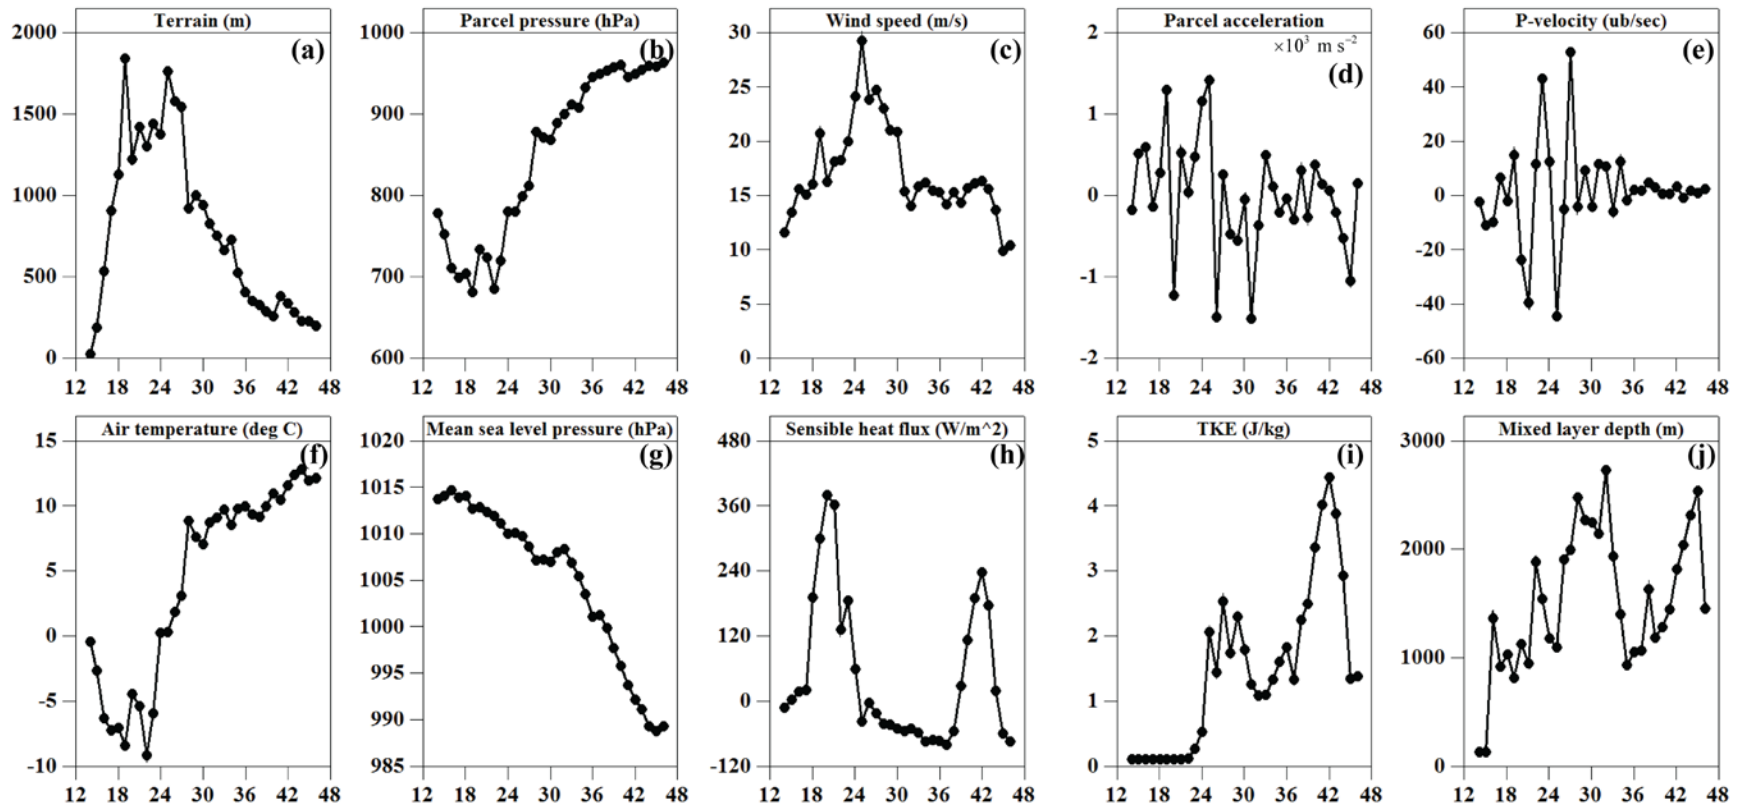 Terrain (m)
(a)
2000
1500
1000
500
0
12 18 24 30 36 42 48
Parcel pressure (hPa)
(b)
1000
900
800
700
600
12 18 24 30 36 42 48
Wind speed (m/s)
(c)
30
25
20
15
10
5
0
12 18 24 30 36 42 48
Parcel acceleration
×10³ m s⁻²
(d)
2
1
0
-1
-2
12 18 24 30 36 42 48
P-velocity (ub/sec)
(e)
60
40
20
0
-20
-40
-60
12 18 24 30 36 42 48
Air temperature (deg C)
(f)
15
10
5
0
-5
-10
12 18 24 30 36 42 48
Mean sea level pressure (hPa)
(g)
1020
1015
1010
1005
1000
995
990
985
12 18 24 30 36 42 48
Sensible heat flux (W/m^2)
(h)
480
360
240
120
0
-120
12 18 24 30 36 42 48
TKE (J/kg)
(i)
5
4
3
2
1
0
12 18 24 30 36 42 48
Mixed layer depth (m)
(j)
3000
2000
1000
0
12 18 24 30 36 42 48